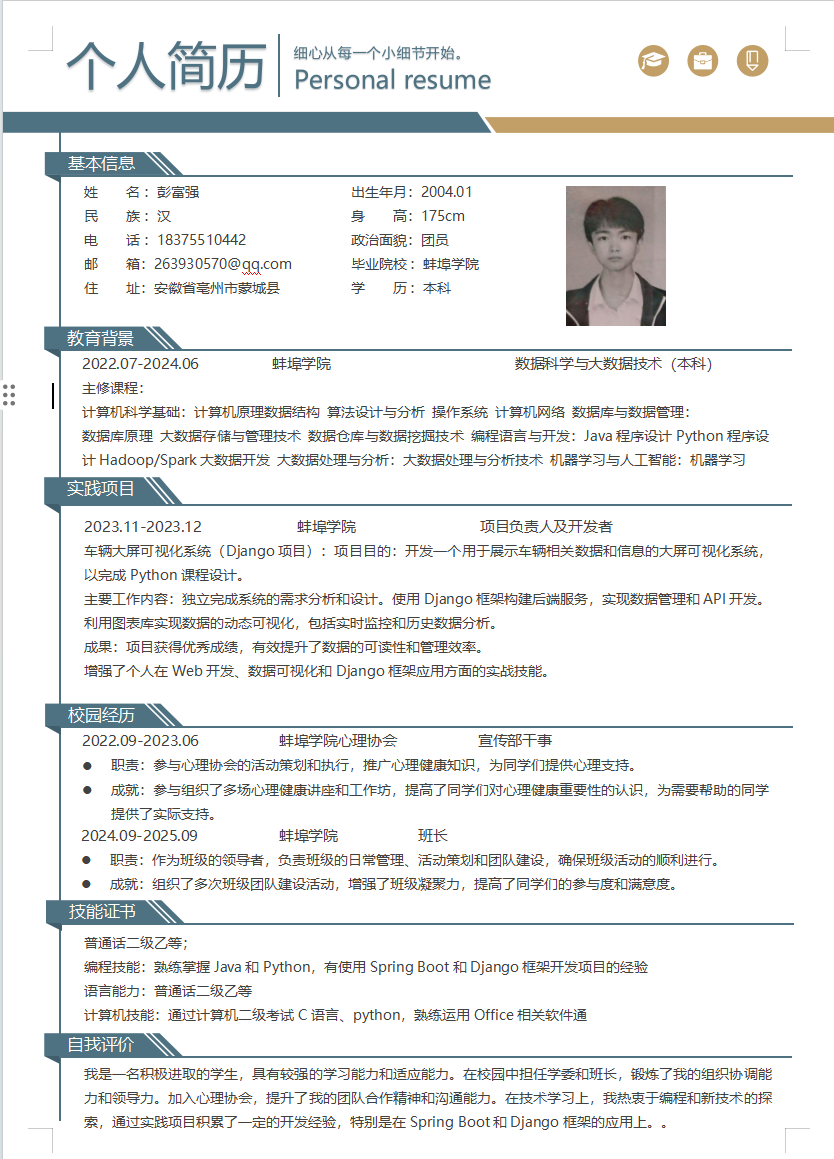 个人简历
细心从每一个小细节开始。
Personal resume
基本信息
姓 名：彭富强 出生年月：2004.01
民 族：汉 身 高：175cm
电 话：18375510442 政治面貌：团员
邮 箱：263930570@qq.com 毕业院校：蚌埠学院
住 址：安徽省亳州市蒙城县 学 历：本科
教育背景
2022.07-2024.06 蚌埠学院 数据科学与大数据技术（本科）
主修课程：
计算机科学基础：计算机原理数据结构 算法设计与分析 操作系统 计算机网络 数据库与数据管理：
数据库原理 大数据存储与管理技术 数据仓库与数据挖掘技术 编程语言与开发：Java 程序设计 Python 程序设
计 Hadoop/Spark 大数据开发 大数据处理与分析：大数据处理与分析技术 机器学习与人工智能：机器学习
实践项目
2023.11-2023.12 蚌埠学院 项目负责人及开发者
车辆大屏可视化系统（Django 项目）：项目目的：开发一个用于展示车辆相关数据和信息的大屏可视化系统，
以完成 Python 课程设计。
主要工作内容：独立完成系统的需求分析和设计。使用 Django 框架构建后端服务，实现数据管理和 API 开发。
利用图表库实现数据的动态可视化，包括实时监控和历史数据分析。
成果：项目获得优秀成绩，有效提升了数据的可读性和管理效率。
增强了个人在 Web 开发、数据可视化和 Django 框架应用方面的实战技能。
校园经历
2022.09-2023.06 蚌埠学院心理协会 宣传部干事
● 职责：参与心理协会的活动策划和执行，推广心理健康知识，为同学们提供心理支持。
● 成就：参与组织了多场心理健康讲座和工作坊，提高了同学们对心理健康重要性的认识，为需要帮助的同学
提供了实际支持。
2024.09-2025.09 蚌埠学院 班长
● 职责：作为班级的领导者，负责班级的日常管理、活动策划和团队建设，确保班级活动的顺利进行。
● 成就：组织了多次班级团队建设活动，增强了班级凝聚力，提高了同学们的参与度和满意度。
技能证书
普通话二级乙等；
编程技能：熟练掌握 Java 和 Python，有使用 Spring Boot 和 Django 框架开发项目的经验
语言能力：普通话二级乙等
计算机技能：通过计算机二级考试 C 语言、python，熟练运用 Office 相关软件通
自我评价
我是一名积极进取的学生，具有较强的学习能力和适应能力。在校园中担任学委和班长，锻炼了我的组织协调能
力和领导力。加入心理协会，提升了我的团队合作精神和沟通能力。在技术学习上，我热衷于编程和新技术的探
索，通过实践项目积累了一定的开发经验，特别是在 Spring Boot 和 Django 框架的应用上。。